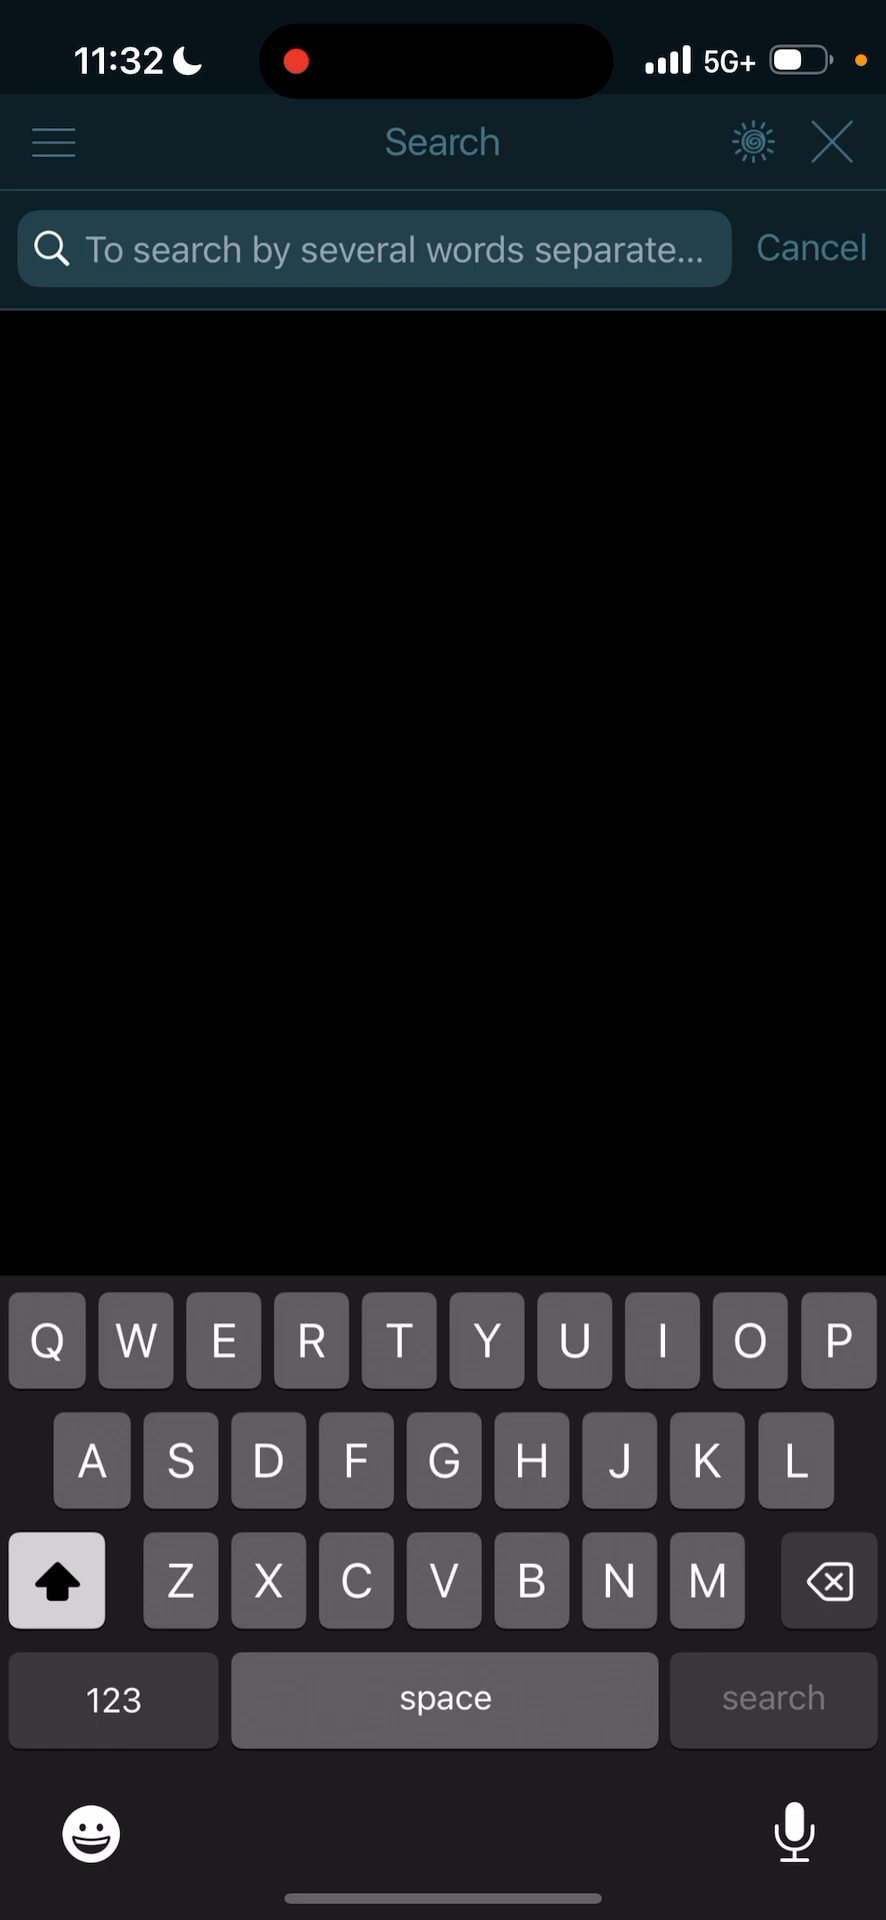 11:32 5G+
Search
To search by several words separate... Cancel
Q W E R T Y U I O P
A S D F G H J K L
Z X C V B N M
123 space search